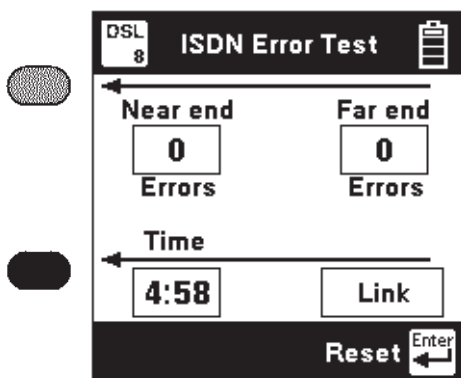 DSL
8
ISDN Error Test
Near end Far end
0 0
Errors Errors
Time
4:58 Link
Reset Enter